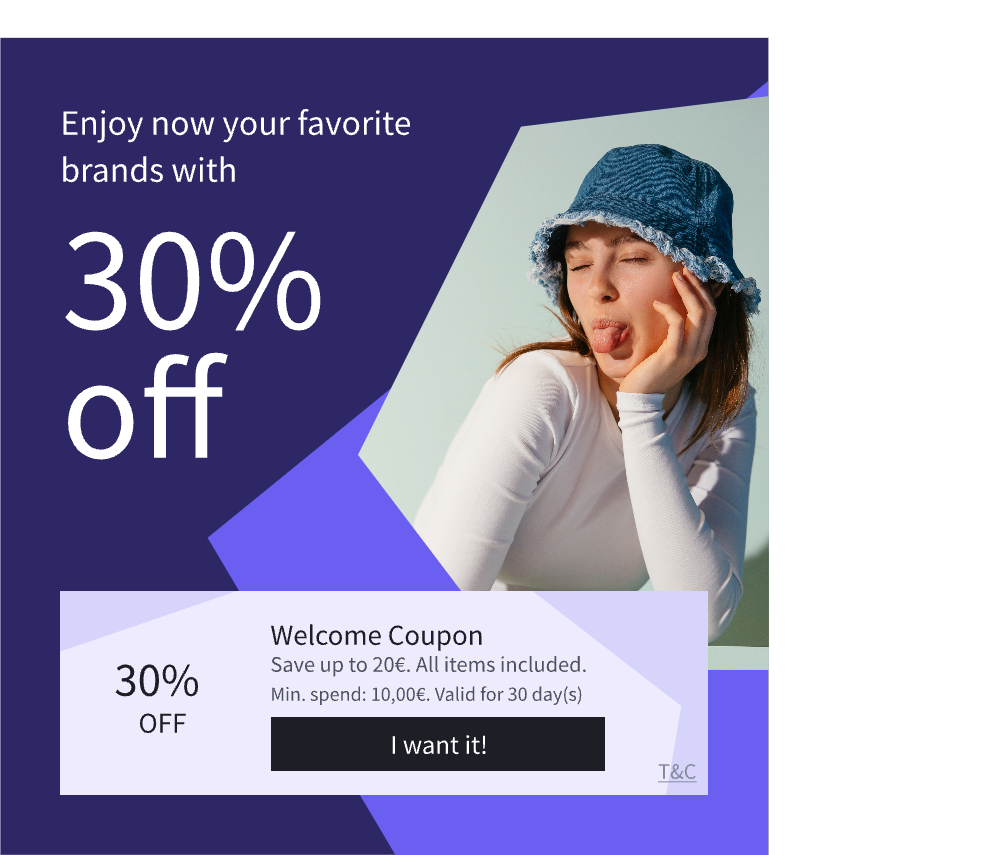 Enjoy now your favorite
brands with
30%
off
Welcome Coupon
Save up to 20€. All items included.
Min. spend: 10,00€. Valid for 30 day(s)
30%
OFF
I want it!
T&C